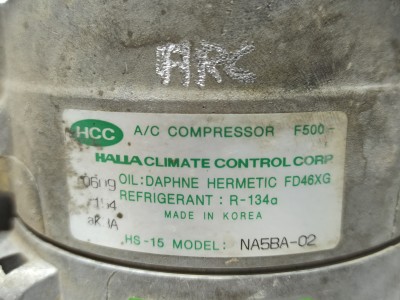 ARC
HCC A/C COMPRESSOR F500-
HALLA CLIMATE CONTROL CORP.
0609 OIL:DAPHNE HERMETIC FD46XG
REFRIGERANT : R-134a
MADE IN KOREA
HS-15 MODEL: NA5BA-02